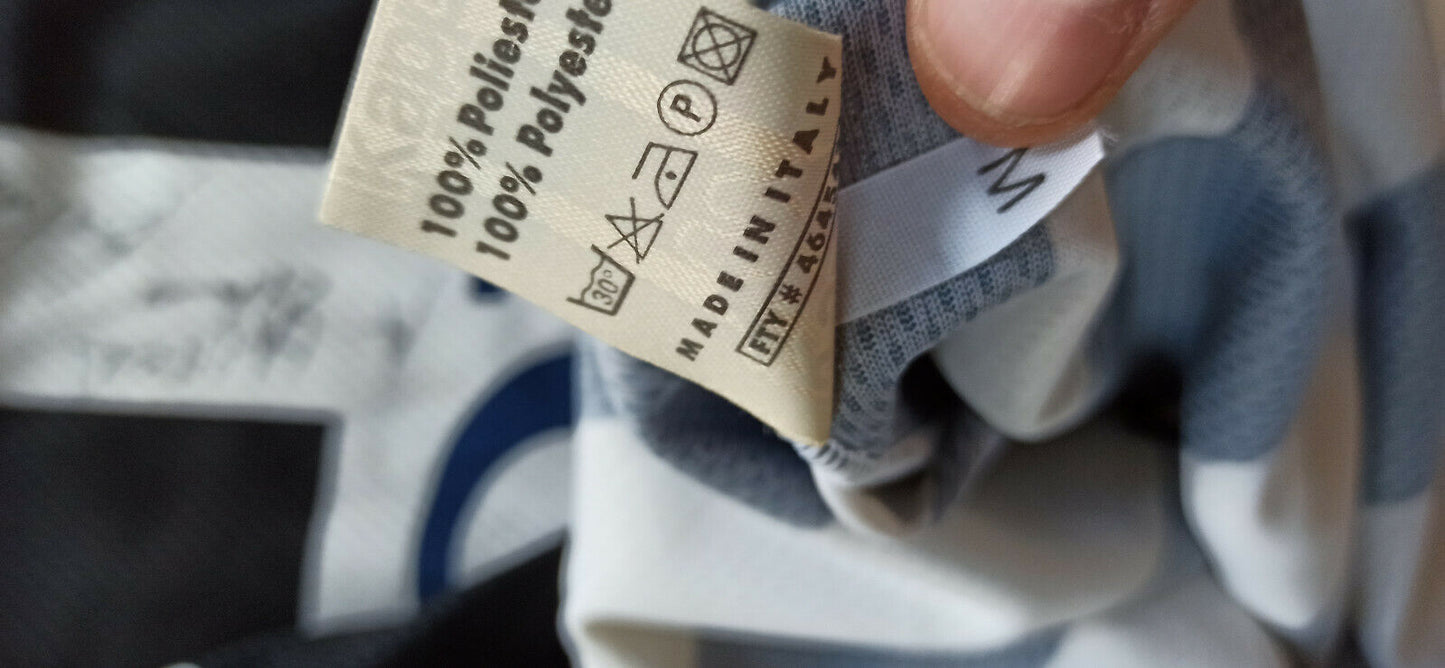 100% Poliest
100% Polyeste
30°
P
MADE IN ITALY
FTY # 4645
M